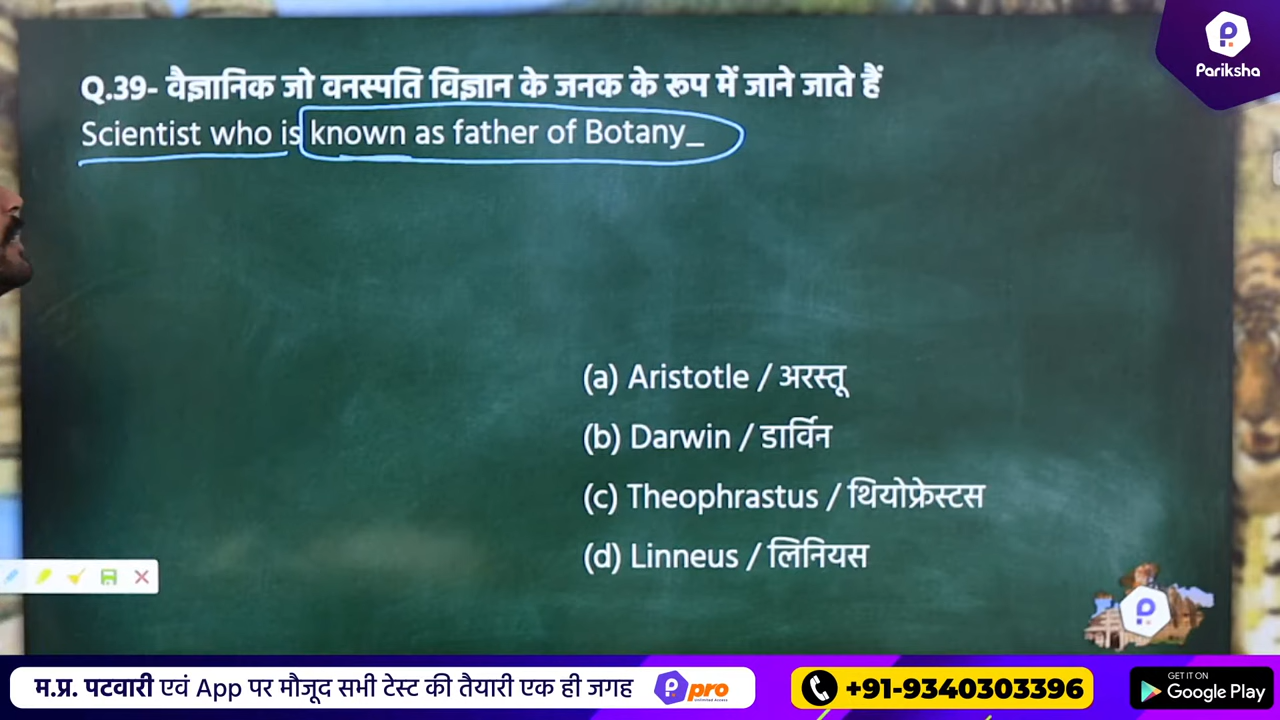 Pariksha
Q.39- वैज्ञानिक जो वनस्पति विज्ञान के जनक के रूप में जाने जाते हैं
Scientist who is known as father of Botany_
(a) Aristotle / अरस्तू
(b) Darwin / डार्विन
(c) Theophrastus / थियोफ्रेस्टस
(d) Linneus / लिनियस
म.प्र. पटवारी एवं App पर मौजूद सभी टेस्ट की तैयारी एक ही जगह
pro
+91-9340303396
GET IT ON
Google Play